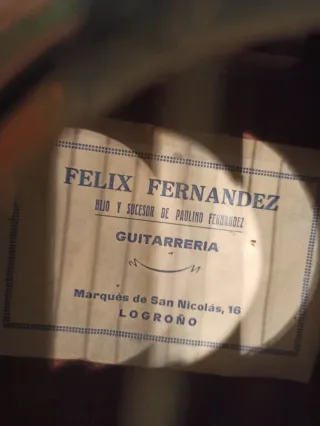 FELIX FERNANDEZ
HIJO Y SUCESOR DE PAULINO FERNANDEZ
GUITARRERIA
Marqués de San Nicolás, 16
LOGROÑO